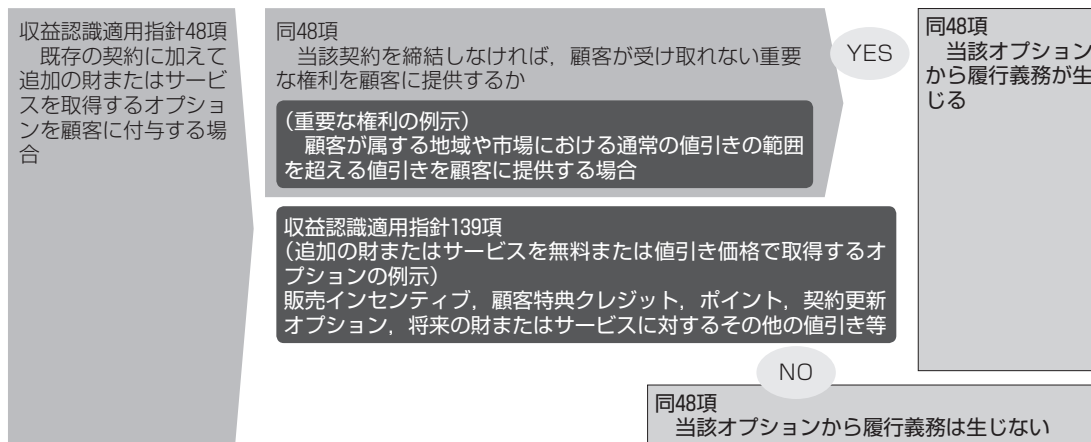 収益認識適用指針48項
　既存の契約に加えて
追加の財またはサービ
スを取得するオプショ
ンを顧客に付与する場
合
同48項
　当該契約を締結しなければ，顧客が受け取れない重要
な権利を顧客に提供するか
（重要な権利の例示）
　顧客が属する地域や市場における通常の値引きの範囲
を超える値引きを顧客に提供する場合
YES
同48項
　当該オプション
から履行義務が生
じる
収益認識適用指針139項
（追加の財またはサービスを無料または値引き価格で取得するオ
プションの例示）
販売インセンティブ，顧客特典クレジット，ポイント，契約更新
オプション，将来の財またはサービスに対するその他の値引き等
NO
同48項
　当該オプションから履行義務は生じない